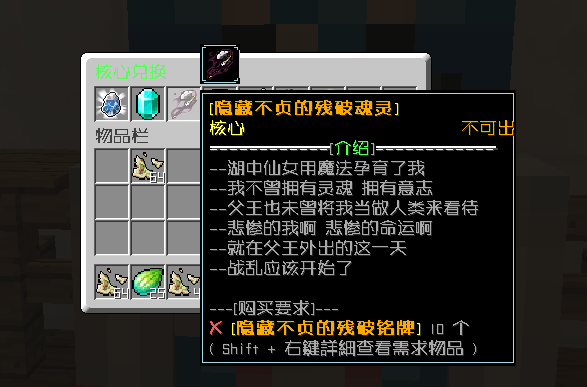 核心兑换
[隐藏不贞的残破魂灵]
核心 不可出
===========[介绍]===========
--湖中仙女用魔法孕育了我
--我不曾拥有灵魂 拥有意志
--父王也未曾将我当做人类来看待
--悲惨的我啊 悲惨的命运啊
--就在父王外出的这一天
--战乱应该开始了
物品栏
64
---[购买要求]---
✗ [隐藏不贞的残破铭牌] 10 个
( Shift + 右鍵詳細查看需求物品 )
64 25 4